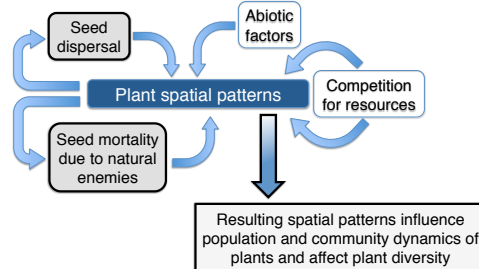 Seed
dispersal
Abiotic
factors
Plant spatial patterns
Competition
for resources
Seed mortality
due to natural
enemies
Resulting spatial patterns influence
population and community dynamics of
plants and affect plant diversity